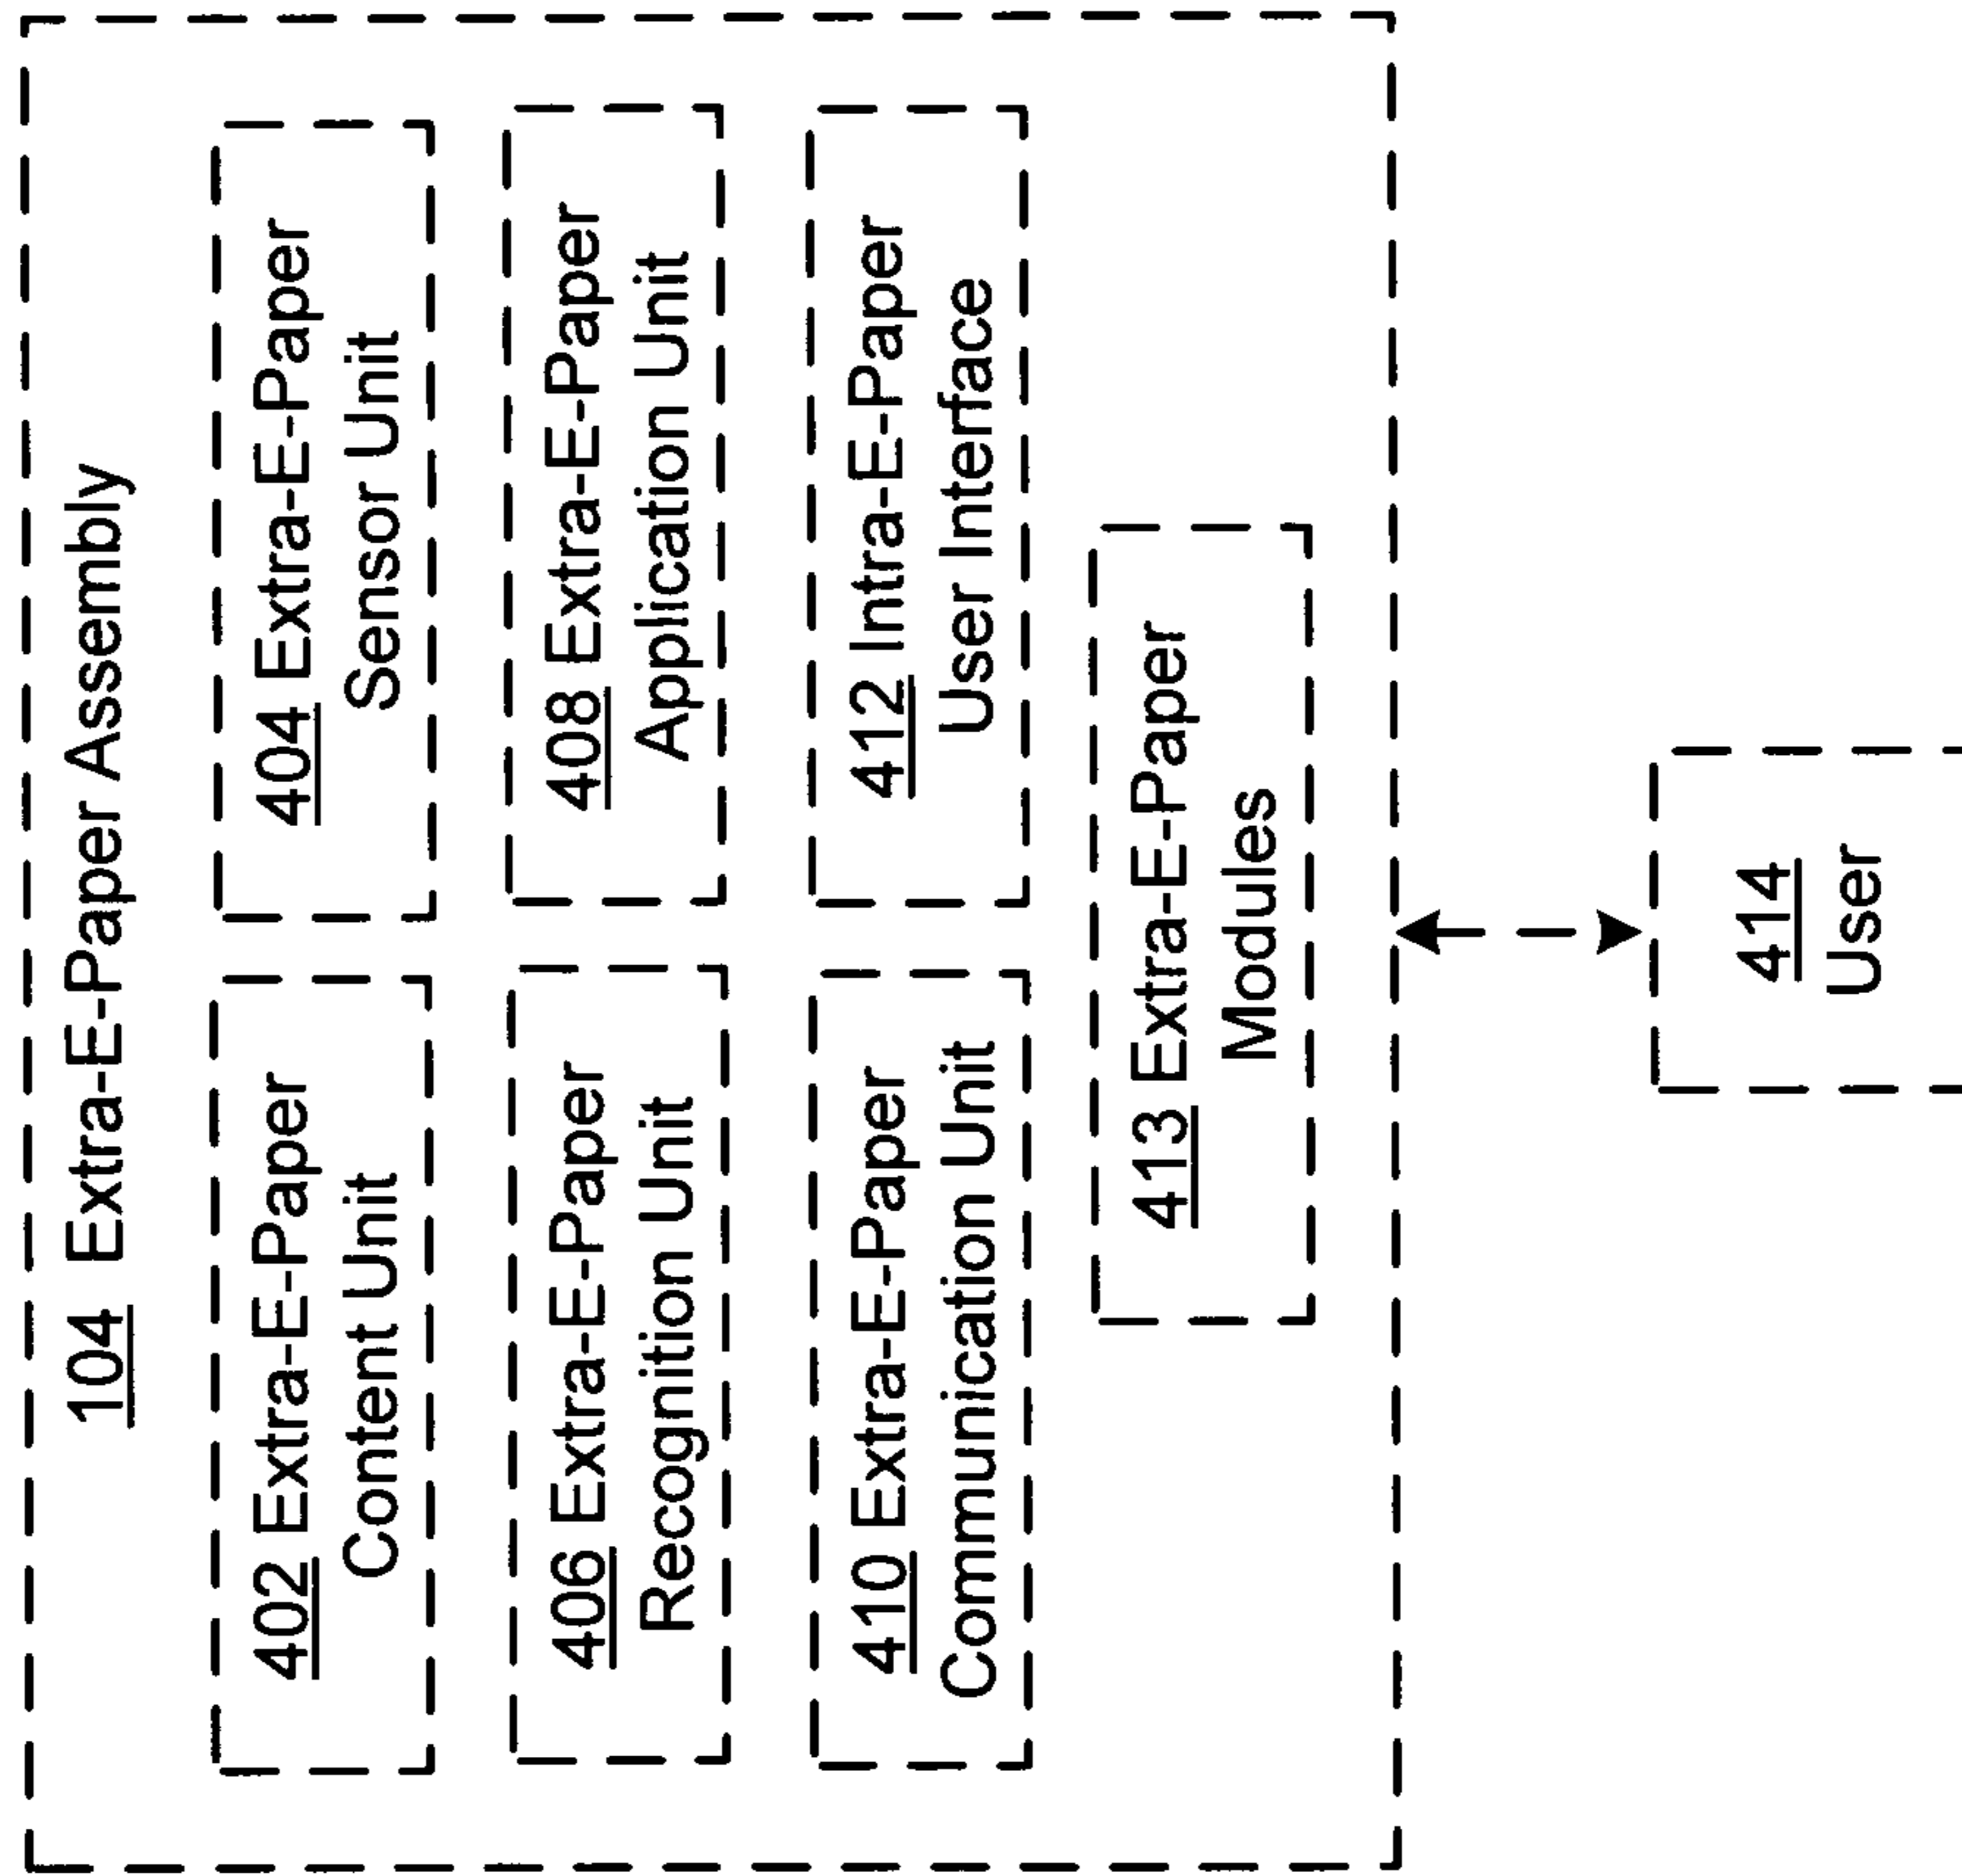 104 Extra-E-Paper Assembly
402 Extra-E-Paper
Content Unit
404 Extra-E-Paper
Sensor Unit
406 Extra-E-Paper
Recognition Unit
408 Extra-E-Paper
Application Unit
410 Extra-E-Paper
Communication Unit
412 Intra-E-Paper
User Interface
413 Extra-E-Paper
Modules
414
User